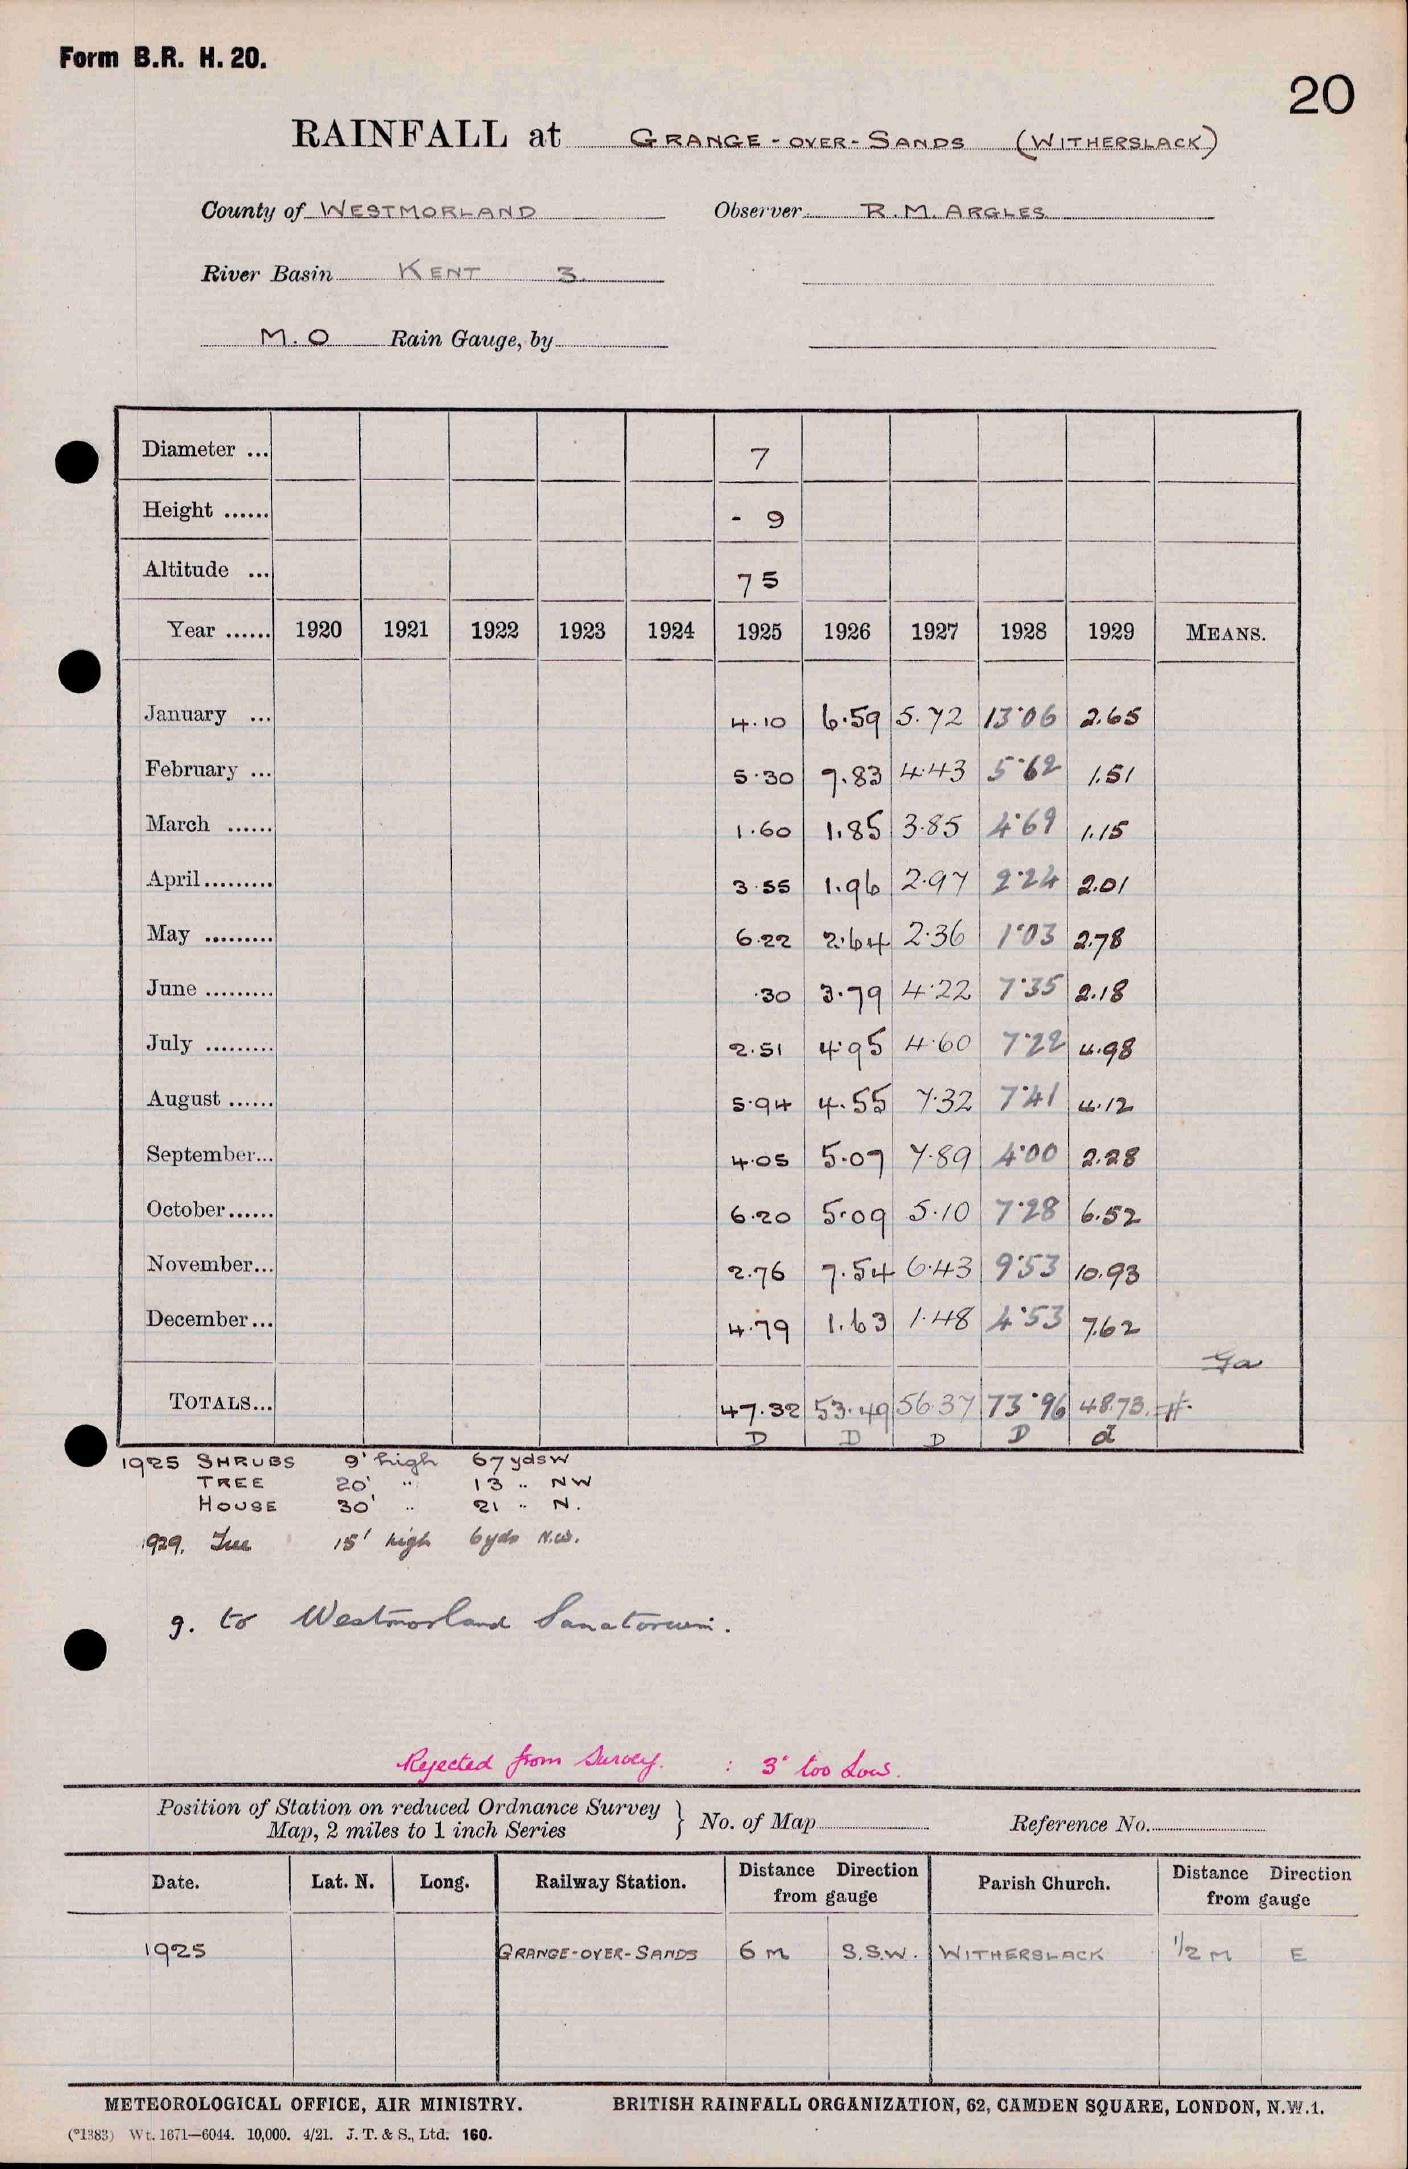 Form B.R. H. 20.
20
RAINFALL at GRANGE-OVER-SANDS (WITHERSLACK)
County of WESTMORLAND Observer R.M. ARGLES
River Basin KENT 3.
M.O Rain Gauge, by
Diameter ... 7
Height ...... - 9
Altitude ... 75
Year ...... 1920 1921 1922 1923 1924 1925 1926 1927 1928 1929 MEANS.
January ... 4.10 6.59 5.72 13.06 2.65
February ... 5.30 7.83 4.43 5.62 1.51
March ...... 1.60 1.85 3.85 4.69 1.15
April......... 3.55 1.96 2.97 2.24 2.01
May ......... 6.22 2.64 2.36 1.03 2.78
June ......... .30 3.79 4.22 7.35 2.18
July ......... 2.51 4.95 4.60 7.22 4.98
August ...... 5.94 4.55 7.32 7.41 4.12
September... 4.05 5.07 7.89 4.00 2.28
October...... 6.20 5.09 5.10 7.28 6.52
November... 2.76 7.54 6.43 9.53 10.93
December... 4.79 1.63 1.48 4.53 7.62
Ga
TOTALS... 47.32 53.49 56.37 73.96 48.73.
D D D D d
1925 SHRUBS 9' high 67 yds W
TREE 20' " 13 " NW
HOUSE 30' " 21 " N.
1929. Tree 15' high 6 yds N.W.
g. to Westmorland Sanatorium.
Rejected from Survey. : 3" too Low.
Position of Station on reduced Ordnance Survey
Map, 2 miles to 1 inch Series } No. of Map Reference No.
Date. Lat. N. Long. Railway Station. Distance Direction from gauge Parish Church. Distance Direction from gauge
1925 GRANGE-OVER-SANDS 6 M S.S.W. WITHERSLACK 1/2 M E
METEOROLOGICAL OFFICE, AIR MINISTRY. BRITISH RAINFALL ORGANIZATION, 62, CAMDEN SQUARE, LONDON, N.W.1.
(*1383) Wt. 1671—6044. 10,000. 4/21. J. T. & S., Ltd. 160.